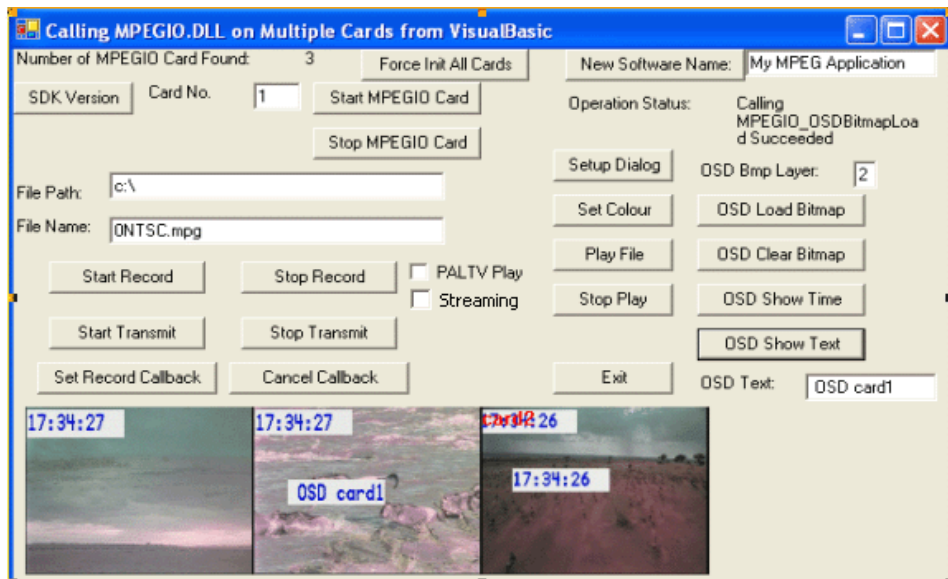 Calling MPEGIO.DLL on Multiple Cards from VisualBasic
Number of MPEGIO Card Found: 3
Force Init All Cards
New Software Name:
My MPEG Application
SDK Version
Card No.
1
Start MPEGIO Card
Operation Status:
Calling
MPEGIO_OSDBitmapLoa
d Succeeded
Stop MPEGIO Card
Setup Dialog
OSD Bmp Layer:
2
File Path:
c:\
Set Colour
OSD Load Bitmap
File Name:
0NTSC.mpg
Play File
OSD Clear Bitmap
Start Record
Stop Record
PALTV Play
Streaming
Stop Play
OSD Show Time
Start Transmit
Stop Transmit
OSD Show Text
Set Record Callback
Cancel Callback
Exit
OSD Text:
OSD card1
17:34:27
17:34:27
OSD card1
17:34:26
card2
17:34:26